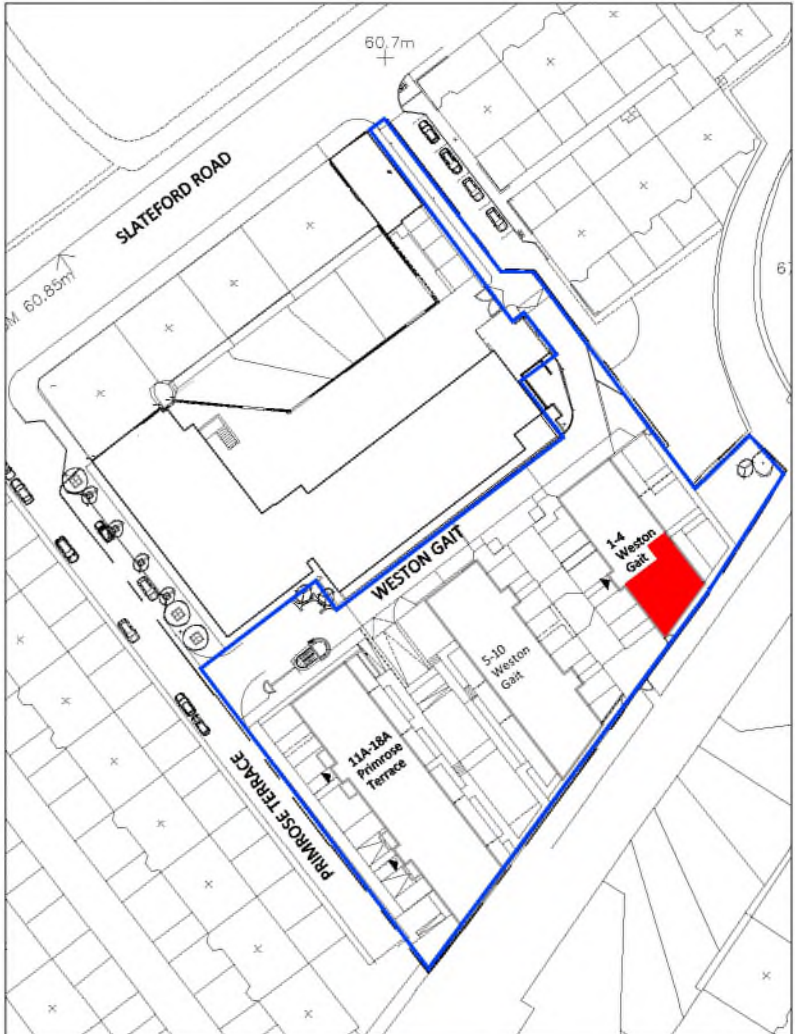 60.7m
SLATEFORD ROAD
M 60.85m
67
WESTON GAIT
1-4
Weston
Gait
5-10
Weston
Gait
11A-18A
Primrose
Terrace
PRIMROSE TERRACE